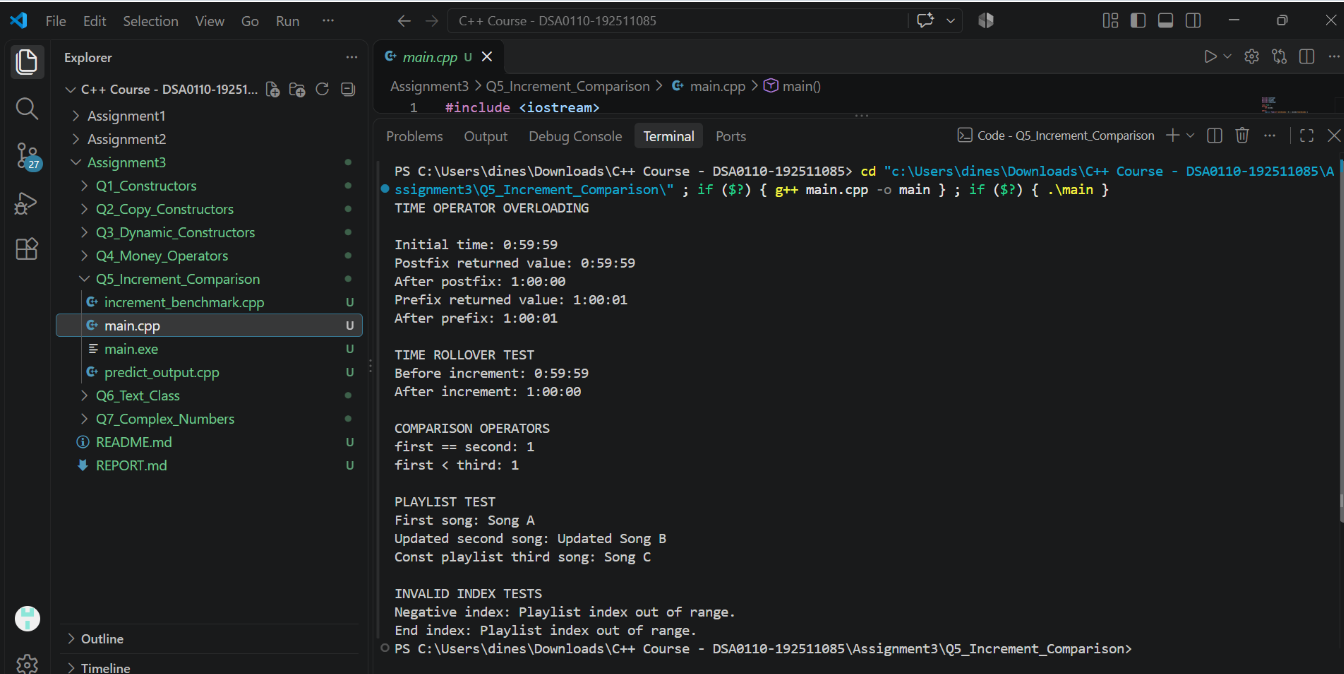 File Edit Selection View Go Run ··· C++ Course - DSA0110-192511085
Explorer ···
C++ Course - DSA0110-19251...
Assignment1
Assignment2
Assignment3
Q1_Constructors
Q2_Copy_Constructors
Q3_Dynamic_Constructors
Q4_Money_Operators
Q5_Increment_Comparison
increment_benchmark.cpp U
main.cpp U
main.exe U
predict_output.cpp U
Q6_Text_Class
Q7_Complex_Numbers
README.md U
REPORT.md U
Outline
Timeline
27
main.cpp U
Assignment3 > Q5_Increment_Comparison > main.cpp > main()
1 #include <iostream>
Problems Output Debug Console Terminal Ports Code - Q5_Increment_Comparison
PS C:\Users\dines\Downloads\C++ Course - DSA0110-192511085> cd "c:\Users\dines\Downloads\C++ Course - DSA0110-192511085\A
ssignment3\Q5_Increment_Comparison\" ; if ($?) { g++ main.cpp -o main } ; if ($?) { .\main }
TIME OPERATOR OVERLOADING
Initial time: 0:59:59
Postfix returned value: 0:59:59
After postfix: 1:00:00
Prefix returned value: 1:00:01
After prefix: 1:00:01
TIME ROLLOVER TEST
Before increment: 0:59:59
After increment: 1:00:00
COMPARISON OPERATORS
first == second: 1
first < third: 1
PLAYLIST TEST
First song: Song A
Updated second song: Updated Song B
Const playlist third song: Song C
INVALID INDEX TESTS
Negative index: Playlist index out of range.
End index: Playlist index out of range.
PS C:\Users\dines\Downloads\C++ Course - DSA0110-192511085\Assignment3\Q5_Increment_Comparison>